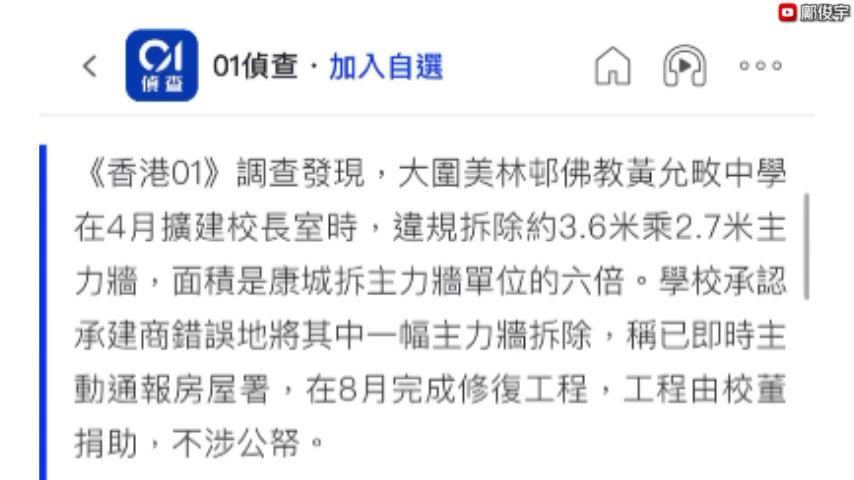 鄺俊宇
01偵查
01偵查·加入自選
《香港01》調查發現，大圍美林邨佛教黃允畋中學
在4月擴建校長室時，違規拆除約3.6米乘2.7米主
力牆，面積是康城拆主力牆單位的六倍。學校承認
承建商錯誤地將其中一幅主力牆拆除，稱已即時主
動通報房屋署，在8月完成修復工程，工程由校董
捐助，不涉公帑。